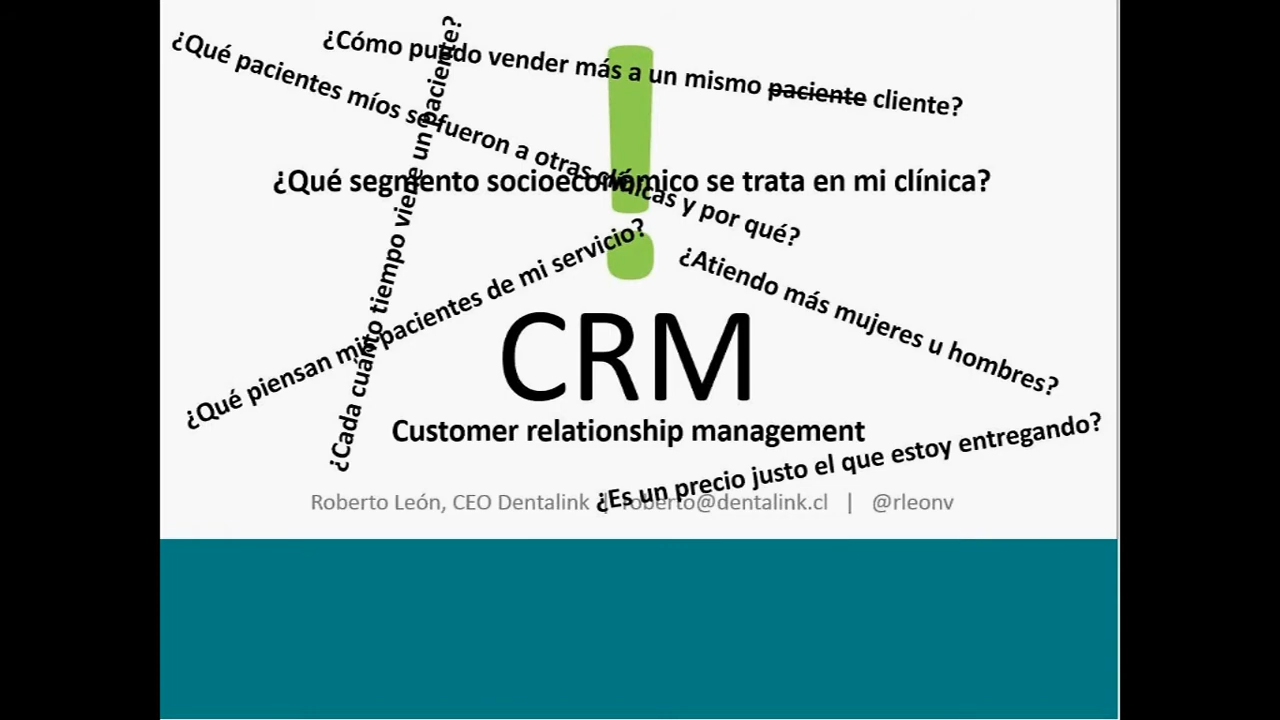 ¿Cómo puedo vender más a un mismo paciente cliente?
¿Qué pacientes míos se fueron a otras clínicas y por qué?
¿Cada cuánto tiempo viene un paciente?
¿Qué segmento socioeconómico se trata en mi clínica?
¿Qué piensan mis pacientes de mi servicio?
¿Atiendo más mujeres u hombres?
!
CRM
Customer relationship management
¿Es un precio justo el que estoy entregando?
Roberto León, CEO Dentalink | roberto@dentalink.cl | @rleonv